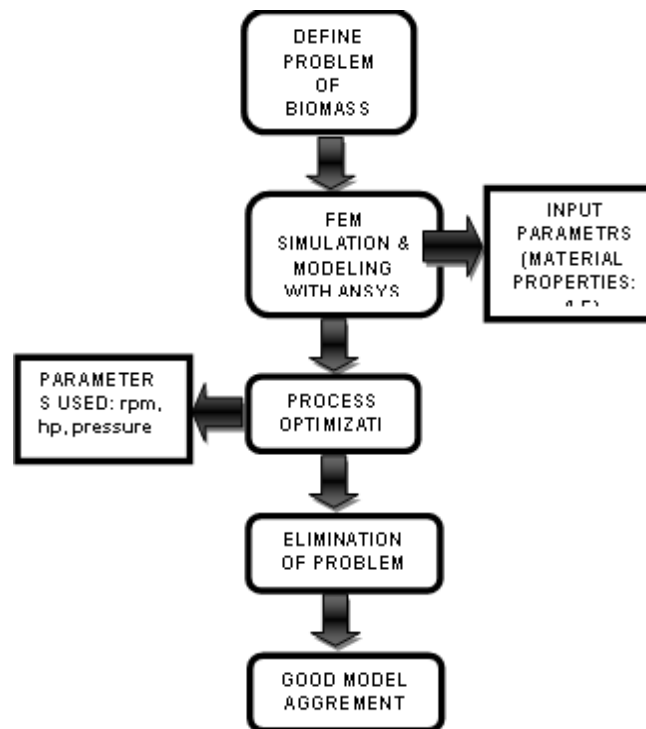 DEFINE
PROBLEM
OF
BIOMASS
FEM
SIMULATION &
MODELING
WITH ANSYS
INPUT
PARAMETRS
(MATERIAL
PROPERTIES:
PARAMETER
S USED: rpm,
hp, pressure
PROCESS
OPTIMIZATI
ELIMINATION
OF PROBLEM
GOOD MODEL
AGGREMENT